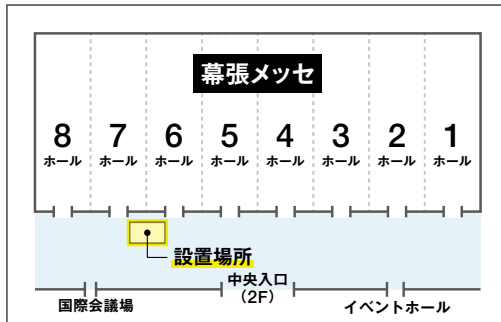 幕張メッセ
8 7 6 5 4 3 2 1
ホール ホール ホール ホール ホール ホール ホール ホール
設置場所
中央入口
(2F)
国際会議場
イベントホール